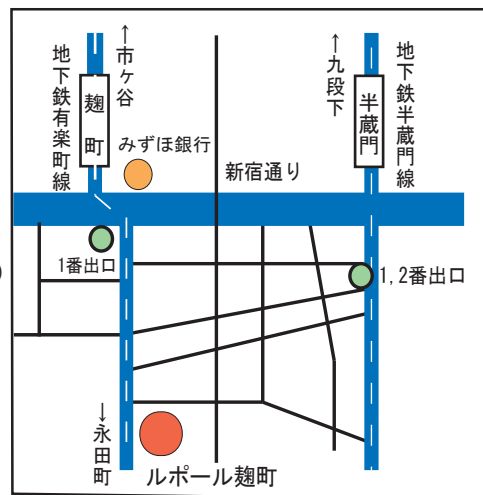 地下鉄有楽町線
↑市ヶ谷
麹町
みずほ銀行
新宿通り
↑九段下
半蔵門
地下鉄半蔵門線
1番出口
1,2番出口
↓永田町
ルポール麹町